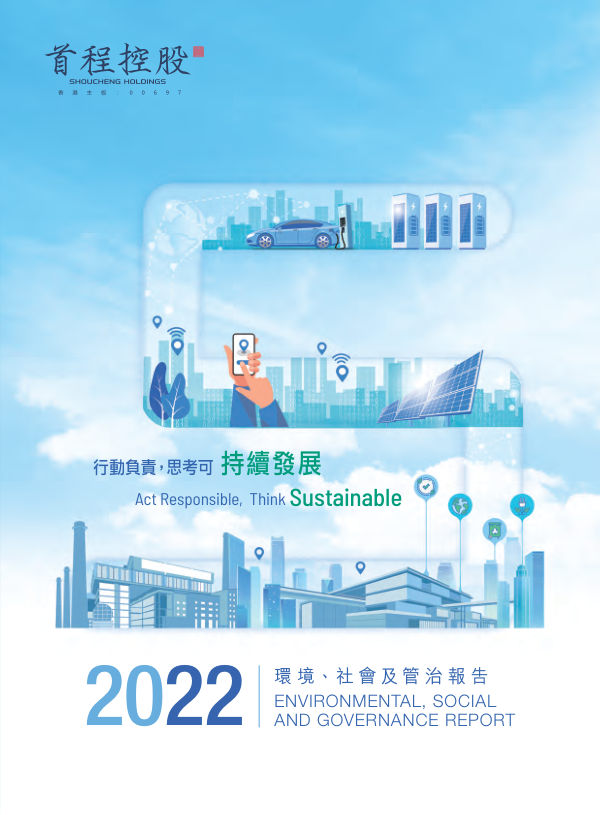 首程控股
SHOUCHENG HOLDINGS
香港主板:00697
行動負責，思考可 持續發展
Act Responsible, Think Sustainable
2022
環境、社會及管治報告
ENVIRONMENTAL, SOCIAL
AND GOVERNANCE REPORT